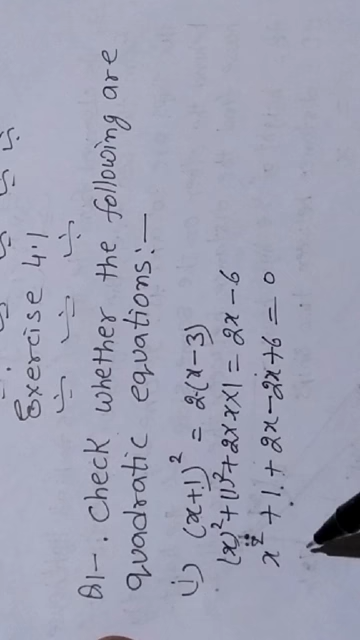 Exercise 4.1
Q1-. Check whether the following are
quadratic equations:-
(i) (x+1)² = 2(x-3)
(x)²+(1)²+2×x×1 = 2x-6
x²+1+2x-2x+6=0